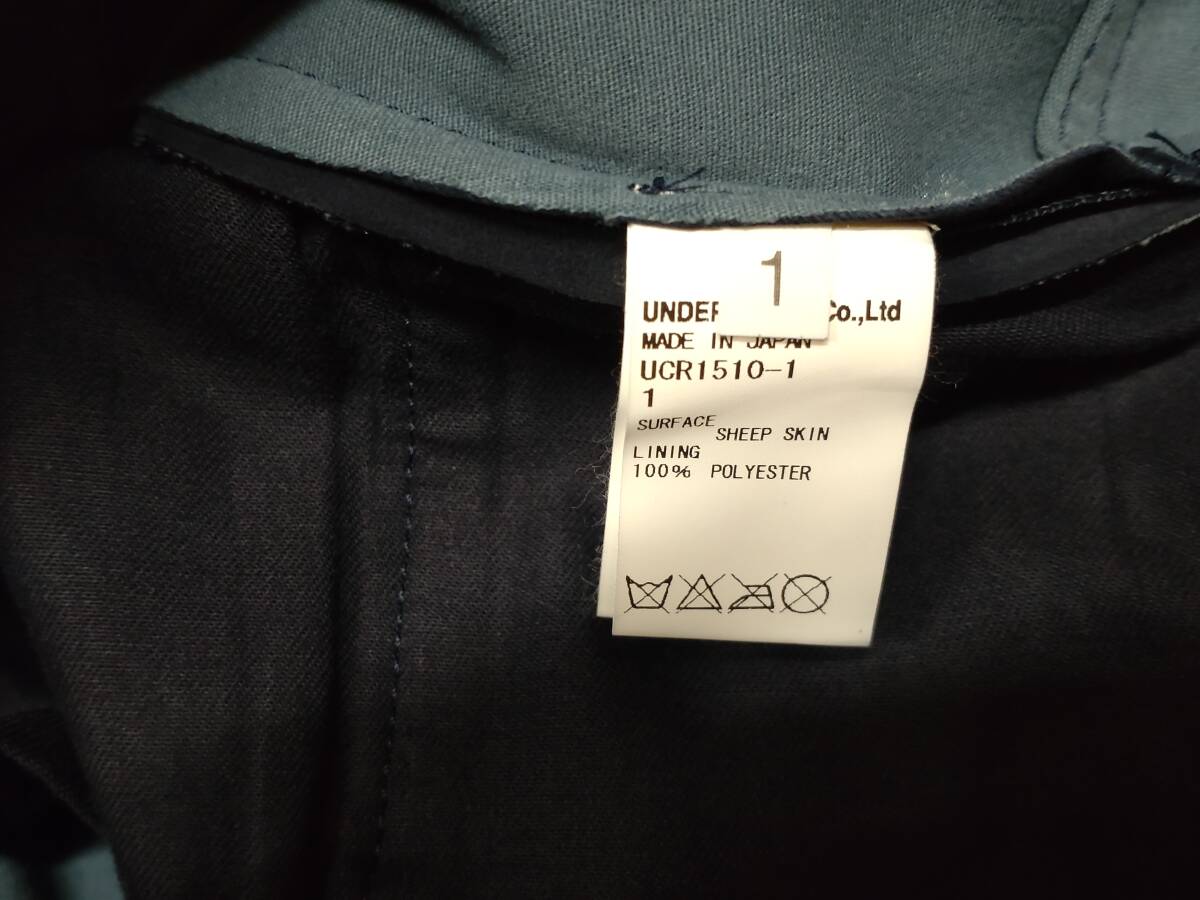 1
UNDER Co.,Ltd
MADE IN JAPAN
UCR1510-1
1
SURFACE
SHEEP SKIN
LINING
100% POLYESTER